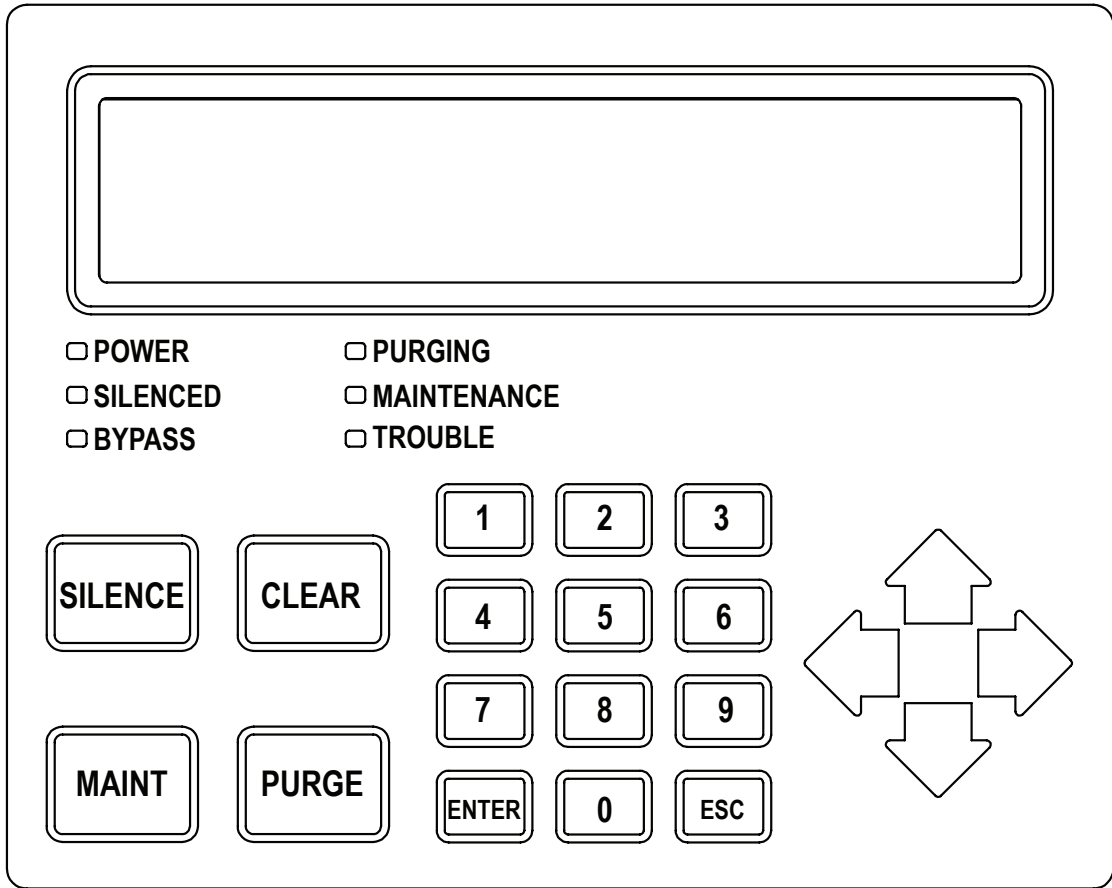 POWER
SILENCED
BYPASS
PURGING
MAINTENANCE
TROUBLE
SILENCE
CLEAR
MAINT
PURGE
1 2 3
4 5 6
7 8 9
ENTER 0 ESC